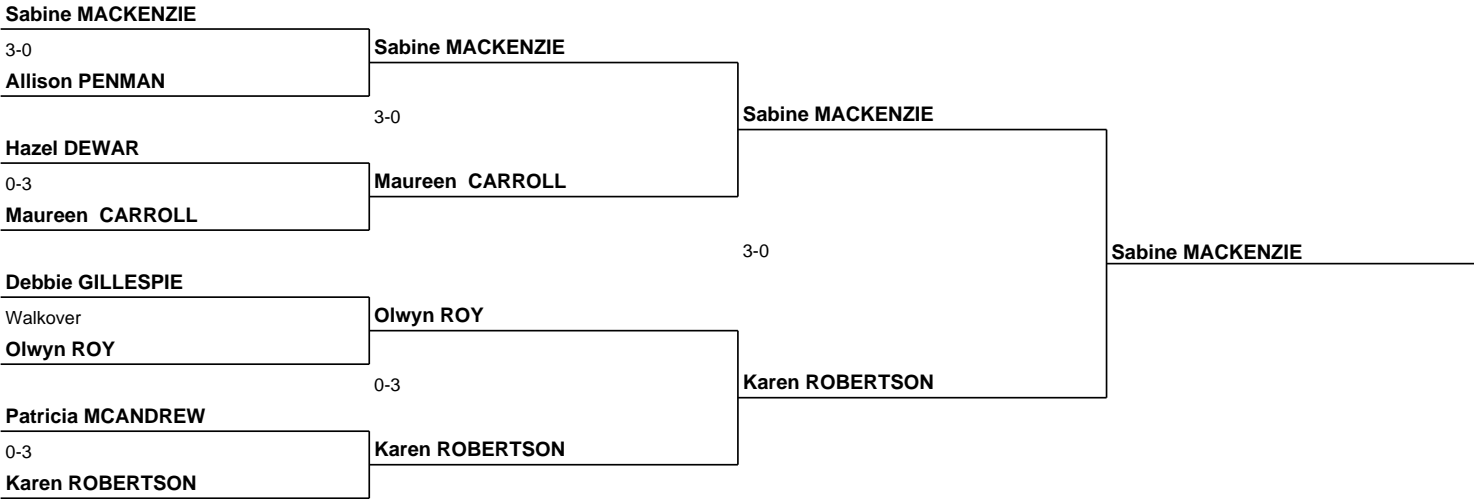 Sabine MACKENZIE
3-0
Sabine MACKENZIE
Allison PENMAN
3-0
Sabine MACKENZIE
Hazel DEWAR
0-3
Maureen  CARROLL
Maureen  CARROLL
3-0
Sabine MACKENZIE
Debbie GILLESPIE
Walkover
Olwyn ROY
Olwyn ROY
0-3
Karen ROBERTSON
Patricia MCANDREW
0-3
Karen ROBERTSON
Karen ROBERTSON